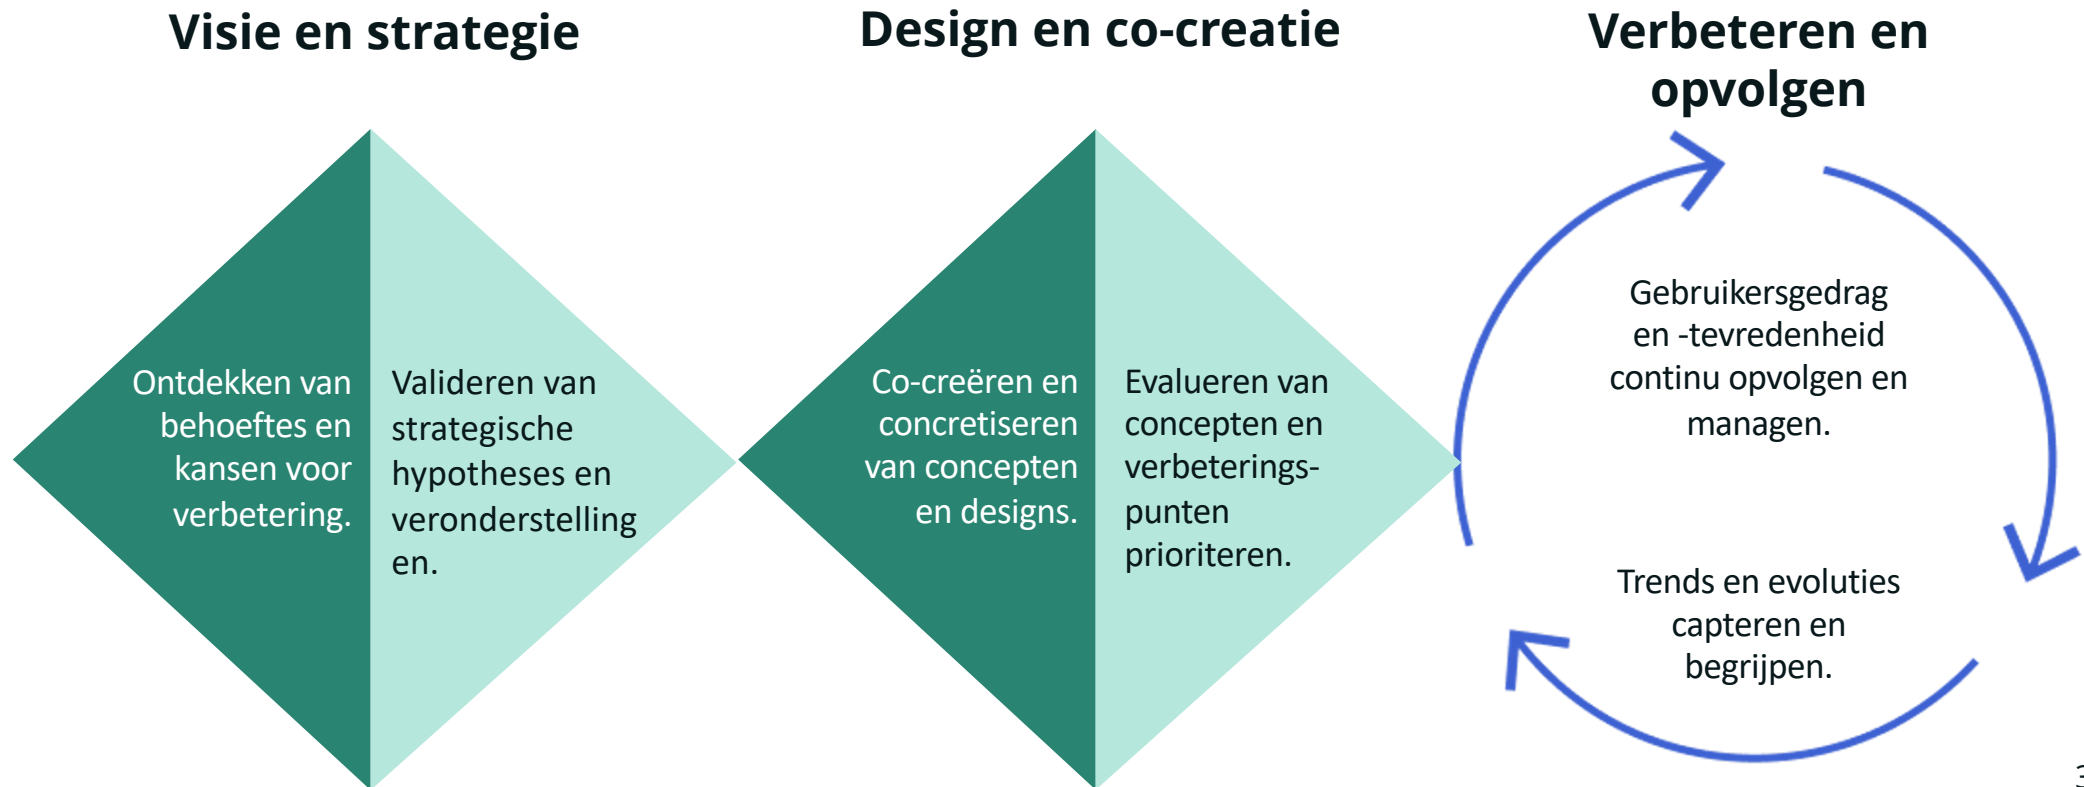 Visie en strategie
Design en co-creatie
Verbeteren en
opvolgen
Ontdekken van
behoeftes en
kansen voor
verbetering.
Valideren van
strategische
hypotheses en
veronderstelling
en.
Co-creëren en
concretiseren
van concepten
en designs.
Evalueren van
concepten en
verbeterings-
punten
prioriteren.
Gebruikersgedrag
en -tevredenheid
continu opvolgen en
managen.
Trends en evoluties
capteren en
begrijpen.